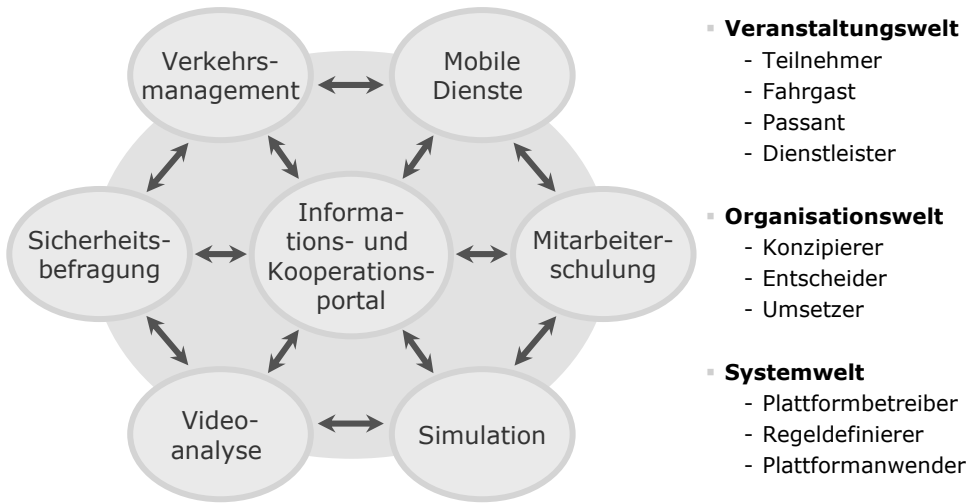 Verkehrs-
management
Mobile
Dienste
Sicherheits-
befragung
Informa-
tions- und
Kooperations-
portal
Mitarbeiter-
schulung
Video-
analyse
Simulation
Veranstaltungswelt
- Teilnehmer
- Fahrgast
- Passant
- Dienstleister
Organisationswelt
- Konzipierer
- Entscheider
- Umsetzer
Systemwelt
- Plattformbetreiber
- Regeldefinierer
- Plattformanwender